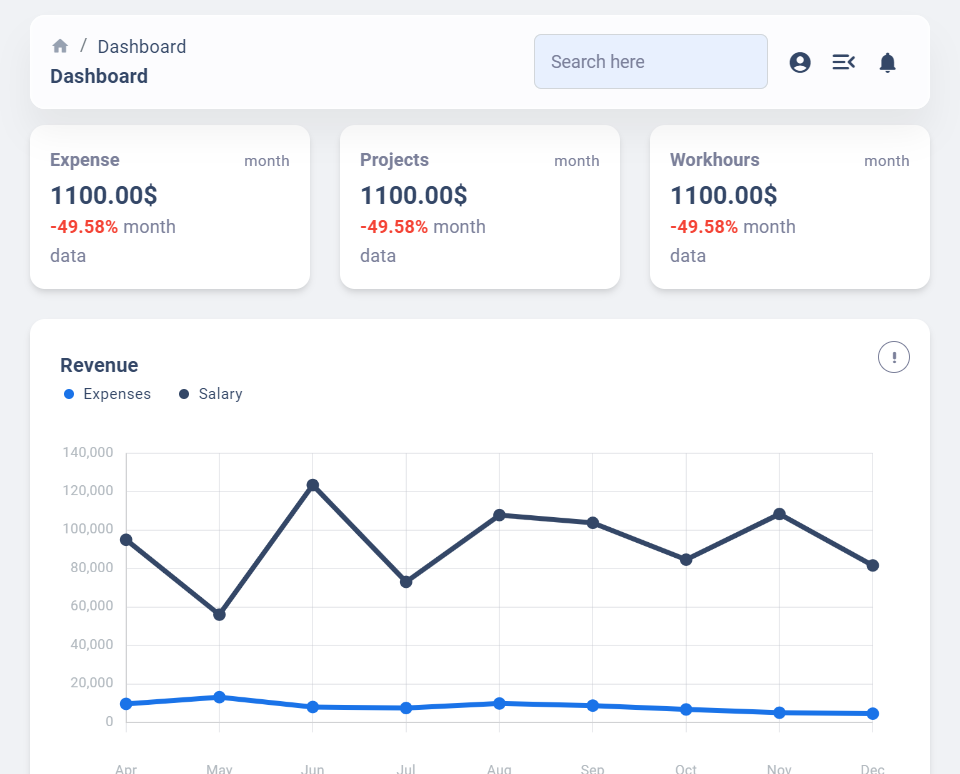 / Dashboard
Dashboard
Search here
Expense month
1100.00$
-49.58% month
data
Projects month
1100.00$
-49.58% month
data
Workhours month
1100.00$
-49.58% month
data
Revenue
Expenses Salary
140,000
120,000
100,000
80,000
60,000
40,000
20,000
0
Apr May Jun Jul Aug Sep Oct Nov Dec